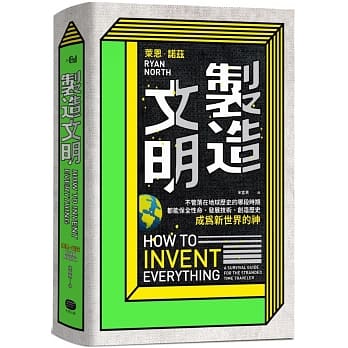 製造文明
HOW TO INVENT
EVERYTHING
萊恩・諾茲
RYAN
NORTH
製造
文明
不管落在地球歷史的哪段時期
都能保全性命、發展技術、創造歷史
成為新世界的神
HOW TO
INVENT
EVERYTHING
A SURVIVAL GUIDE
FOR THE STRANDED
TIME TRAVELER